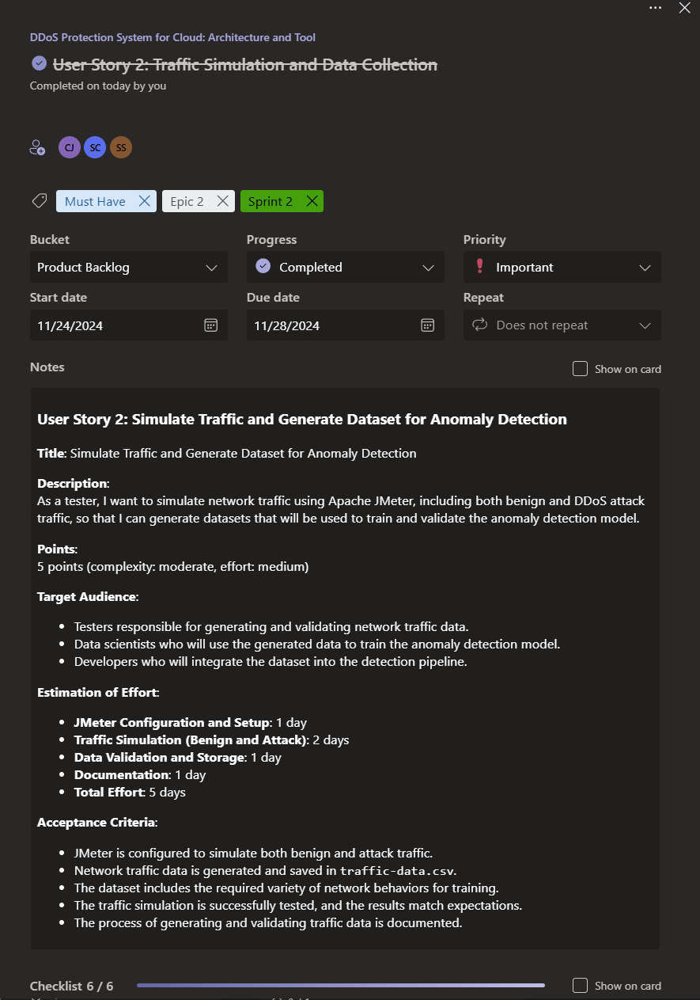 DDoS Protection System for Cloud: Architecture and Tool
User Story 2: Traffic Simulation and Data Collection
Completed on today by you
CJ SC SS
Must Have Epic 2 Sprint 2
Bucket Progress Priority
Product Backlog Completed Important
Start date Due date Repeat
11/24/2024 11/28/2024 Does not repeat
Notes Show on card
User Story 2: Simulate Traffic and Generate Dataset for Anomaly Detection
Title: Simulate Traffic and Generate Dataset for Anomaly Detection
Description:
As a tester, I want to simulate network traffic using Apache JMeter, including both benign and DDoS attack
traffic, so that I can generate datasets that will be used to train and validate the anomaly detection model.
Points:
5 points (complexity: moderate, effort: medium)
Target Audience:
• Testers responsible for generating and validating network traffic data.
• Data scientists who will use the generated data to train the anomaly detection model.
• Developers who will integrate the dataset into the detection pipeline.
Estimation of Effort:
• JMeter Configuration and Setup: 1 day
• Traffic Simulation (Benign and Attack): 2 days
• Data Validation and Storage: 1 day
• Documentation: 1 day
• Total Effort: 5 days
Acceptance Criteria:
• JMeter is configured to simulate both benign and attack traffic.
• Network traffic data is generated and saved in traffic-data.csv.
• The dataset includes the required variety of network behaviors for training.
• The traffic simulation is successfully tested, and the results match expectations.
• The process of generating and validating traffic data is documented.
Checklist 6 / 6 Show on card